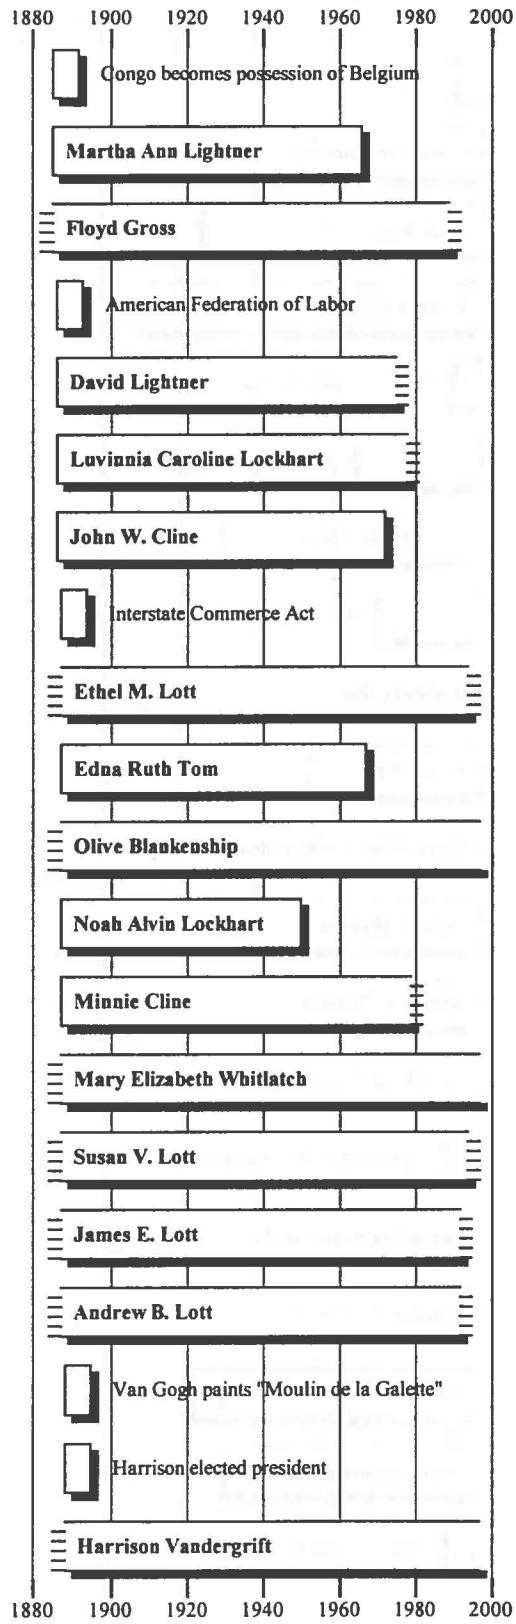 1880 1900 1920 1940 1960 1980 2000
Congo becomes possession of Belgium
Martha Ann Lightner
Floyd Gross
American Federation of Labor
David Lightner
Luvinnia Caroline Lockhart
John W. Cline
Interstate Commerce Act
Ethel M. Lott
Edna Ruth Tom
Olive Blankenship
Noah Alvin Lockhart
Minnie Cline
Mary Elizabeth Whitlatch
Susan V. Lott
James E. Lott
Andrew B. Lott
Van Gogh paints "Moulin de la Galette"
Harrison elected president
Harrison Vandergrift
1880 1900 1920 1940 1960 1980 2000